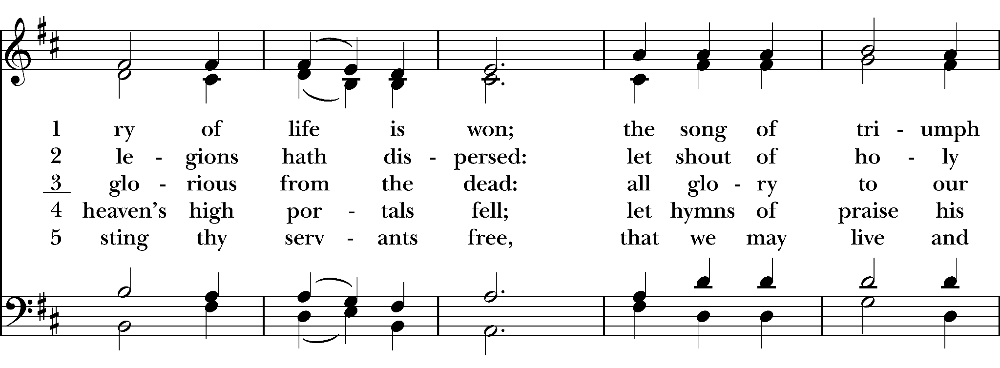 1 ry of life is won; the song of tri - umph
2 le - gions hath dis - persed: let shout of ho - ly
3 glo - rious from the dead: all glo - ry to our
4 heaven's high por - tals fell; let hymns of praise his
5 sting thy serv - ants free, that we may live and